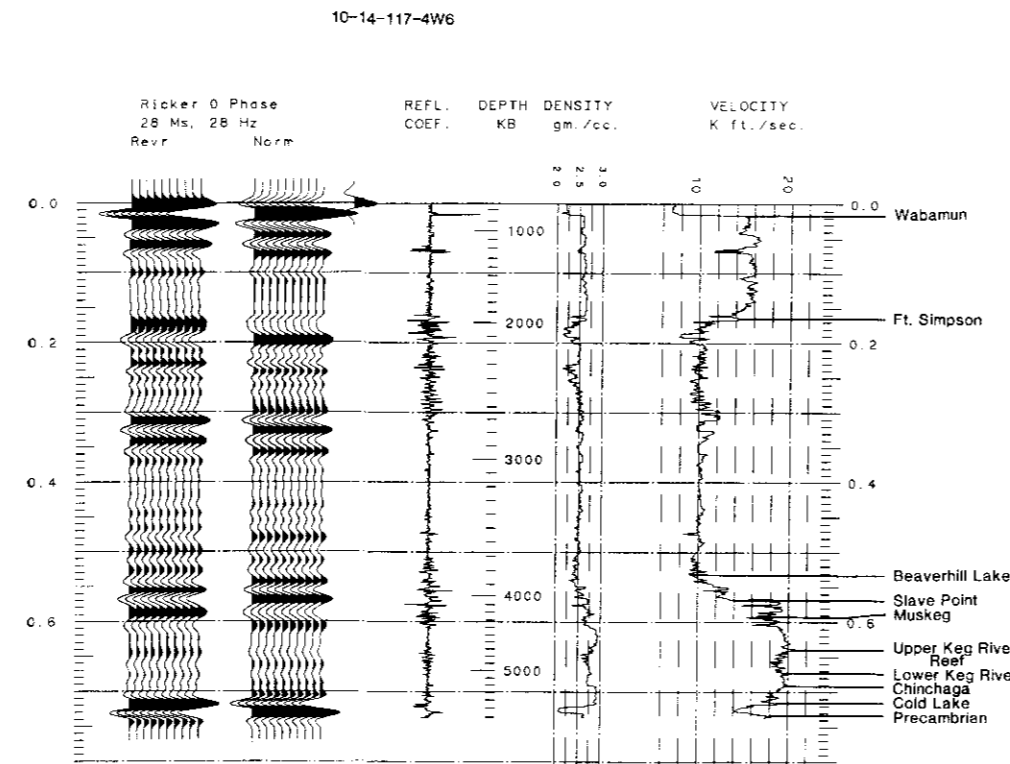 10-14-117-4W6
Ricker 0 Phase
28 Ms, 28 Hz
Revr Norm
REFL.
COEF.
DEPTH
KB
DENSITY
gm./cc.
VELOCITY
K ft./sec.
2.0 2.5 3.0
10 20
0.0
0.2
0.4
0.6
1000
2000
3000
4000
5000
0.0
0.2
0.4
0.6
Wabamun
Ft. Simpson
Beaverhill Lake
Slave Point
Muskeg
Upper Keg Rive
Reef
Lower Keg Rive
Chinchaga
Cold Lake
Precambrian